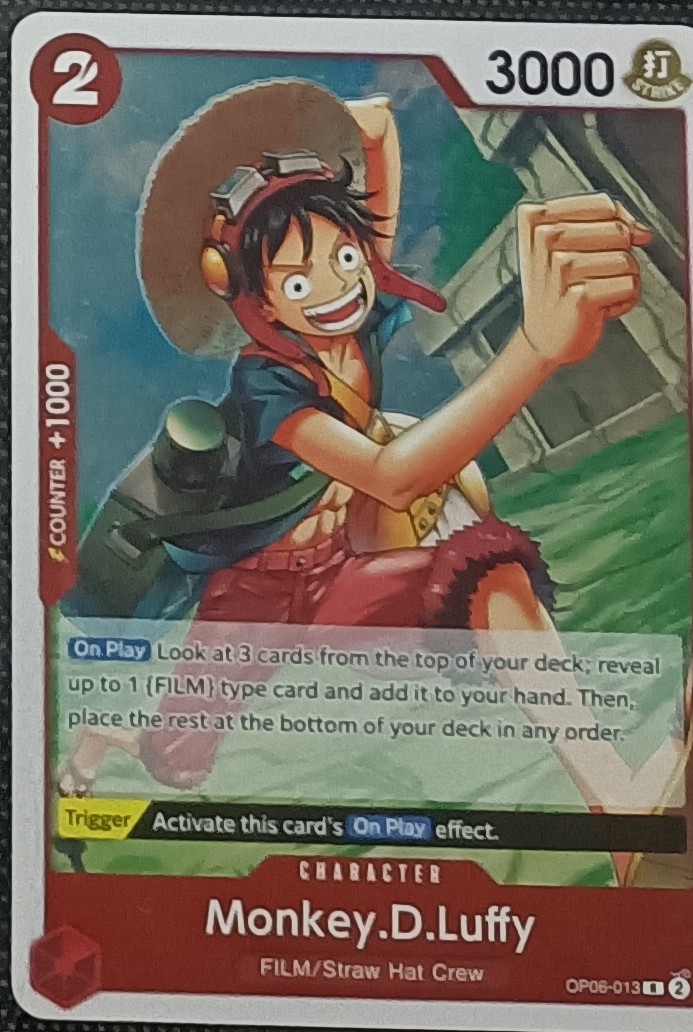 2
3000
打
STRIKE
COUNTER +1000
On Play Look at 3 cards from the top of your deck; reveal
up to 1 {FILM} type card and add it to your hand. Then,
place the rest at the bottom of your deck in any order.
Trigger Activate this card's On Play effect.
CHARACTER
Monkey.D.Luffy
FILM/Straw Hat Crew
OP06-013 R 2